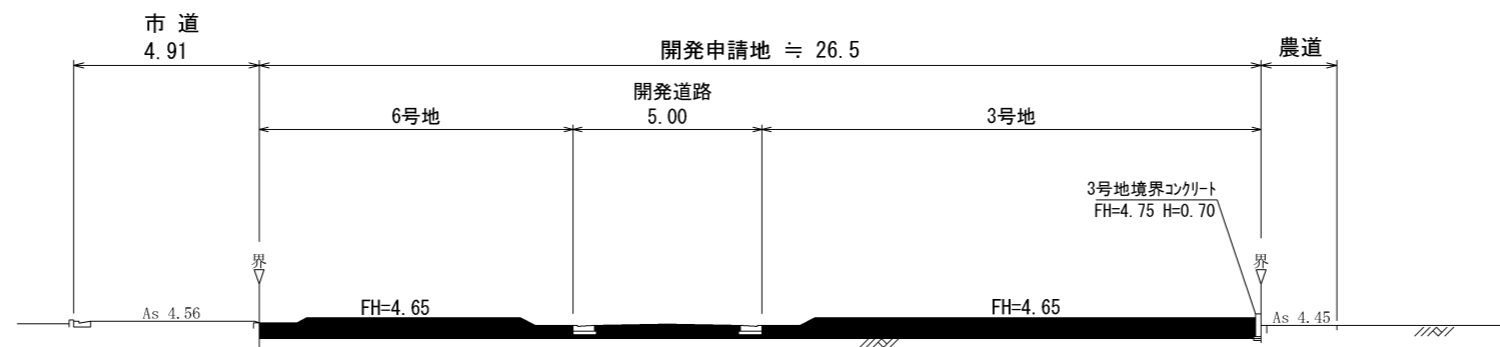 市 道
4.91
開発申請地 ≒ 26.5
農道
開発道路
5.00
6号地
3号地
3号地境界コンクリート
FH=4.75 H=0.70
界
界
As 4.56
FH=4.65
FH=4.65
As 4.45